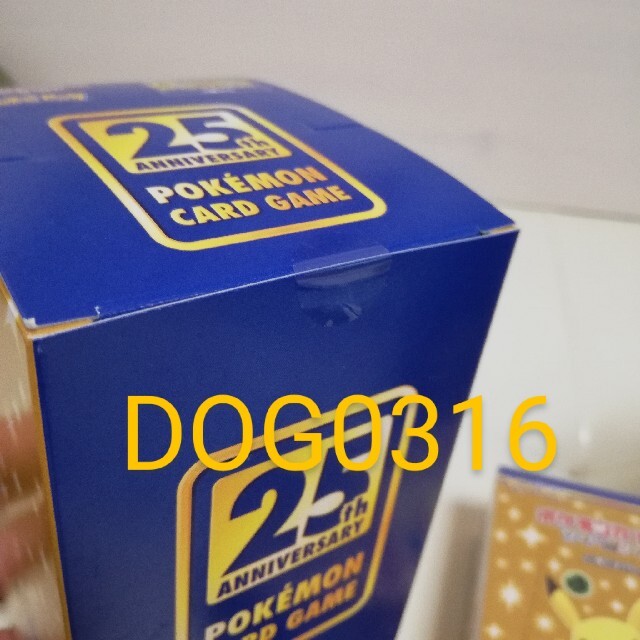 25th
ANNIVERSARY
POKÉMON
CARD GAME
DOG0316
25th
ANNIVERSARY
POKÉMON
CARD GAME